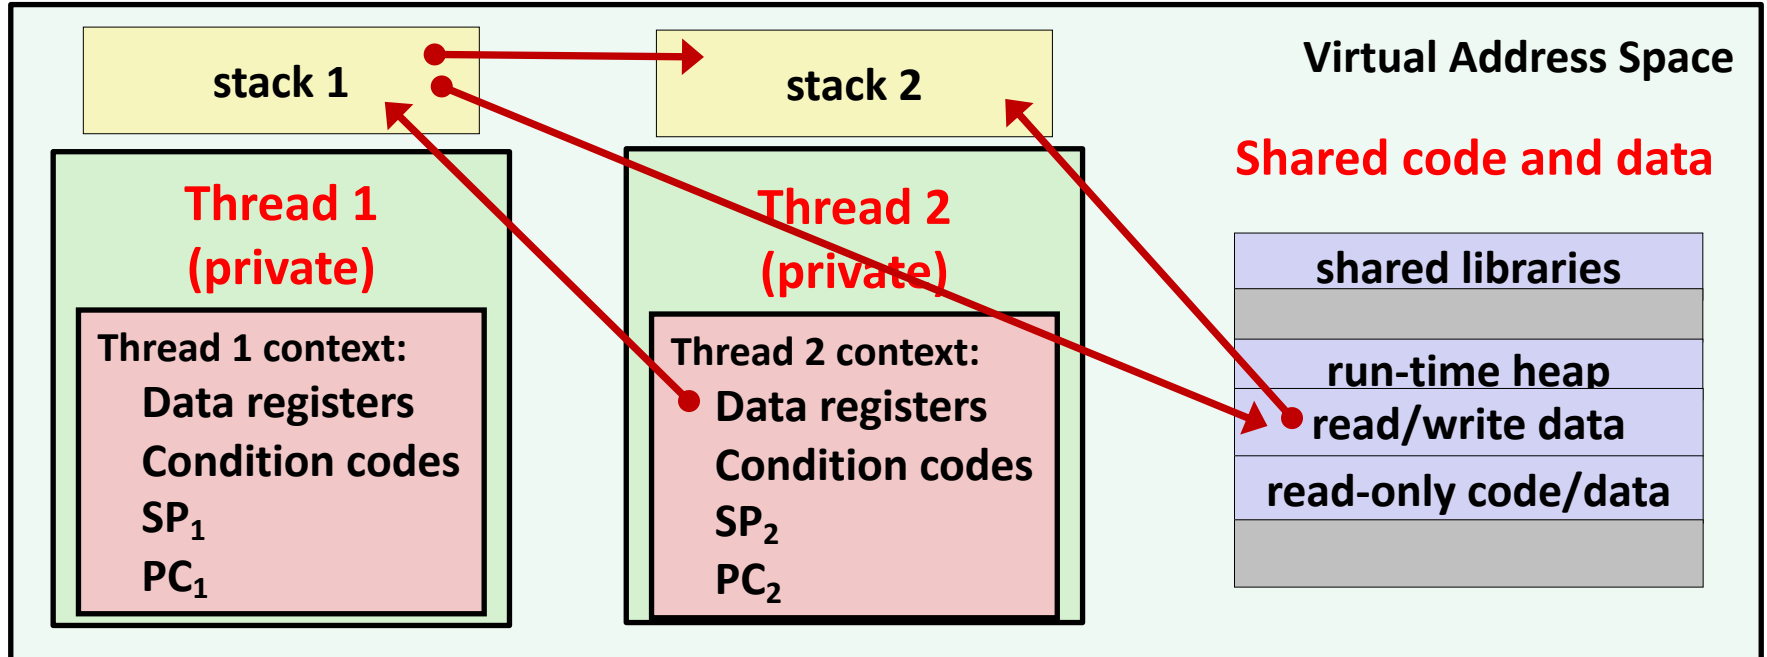 stack 1
stack 2
Virtual Address Space
Shared code and data
Thread 1
(private)
Thread 1 context:
Data registers
Condition codes
SP₁
PC₁
Thread 2
(private)
Thread 2 context:
Data registers
Condition codes
SP₂
PC₂
shared libraries
run-time heap
read/write data
read-only code/data